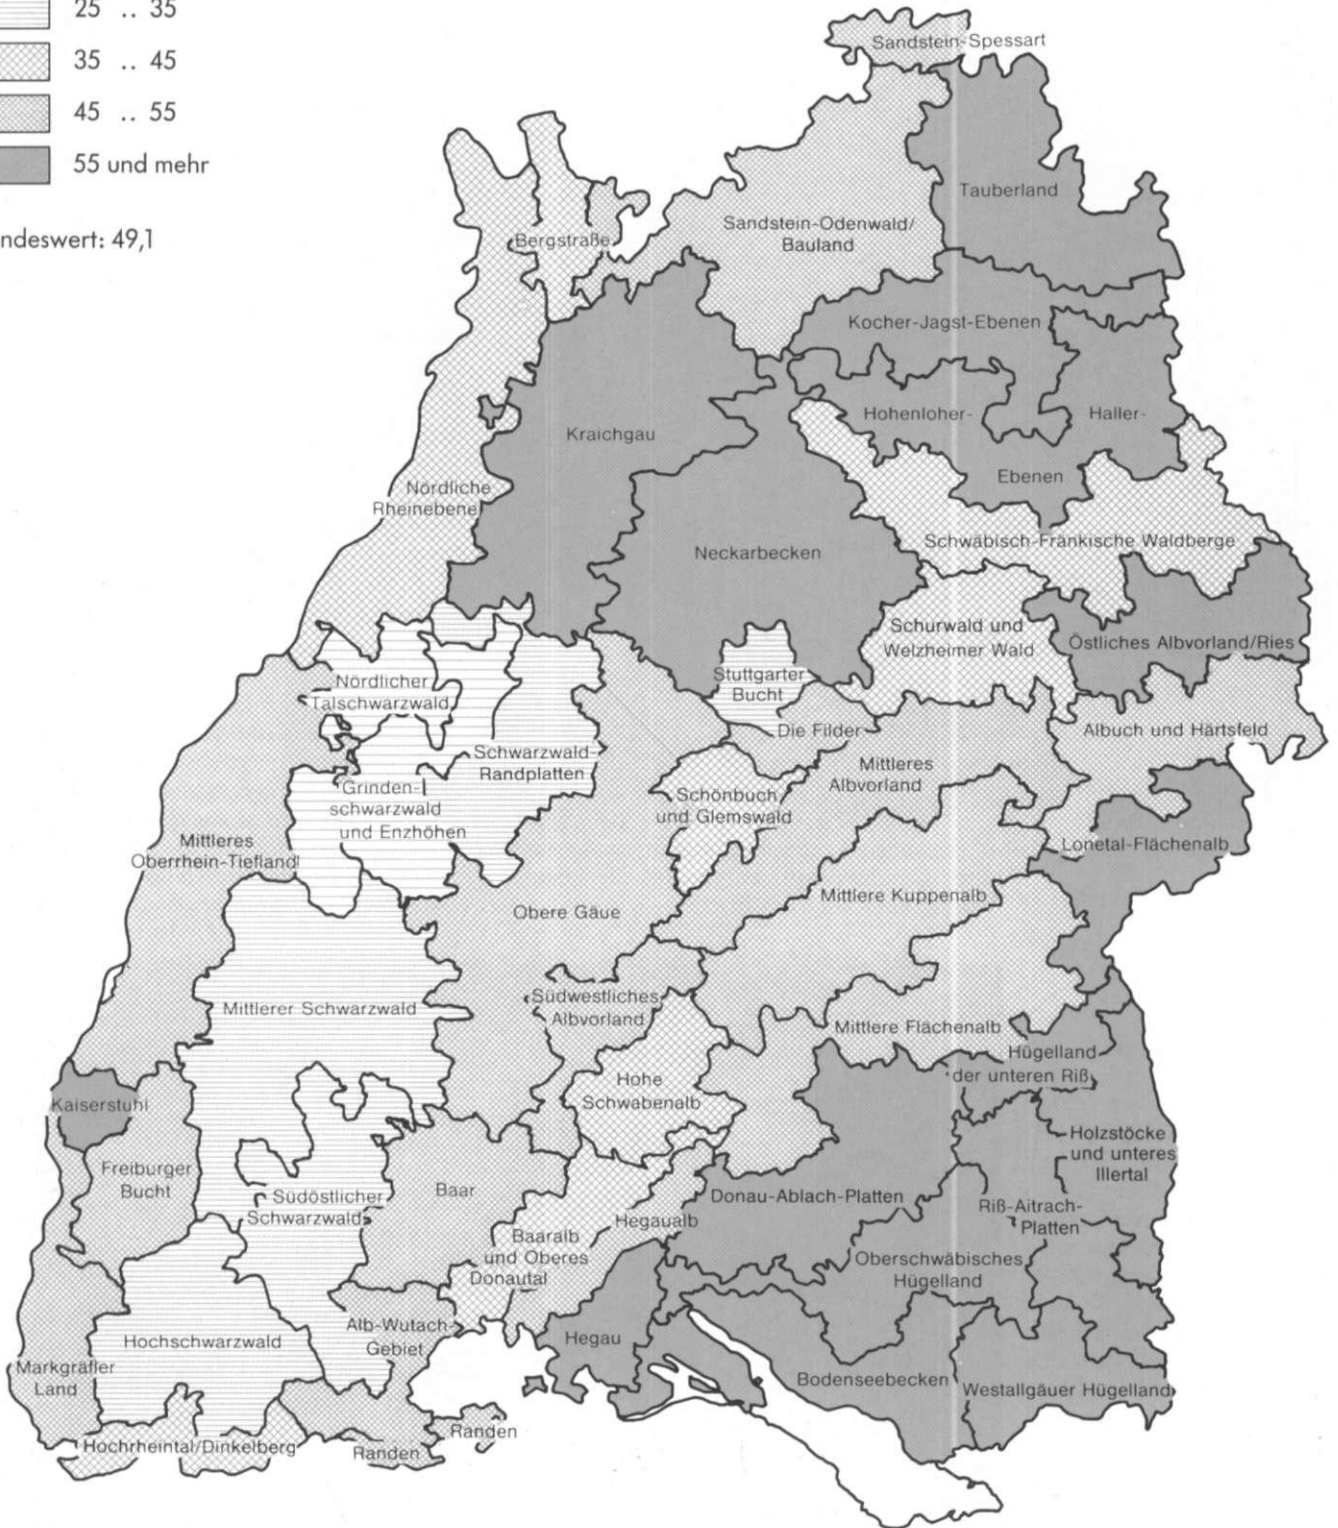 25 .. 35
35 .. 45
45 .. 55
55 und mehr
ndeswert: 49,1
Sandstein-Spessart
Tauberland
Sandstein-Odenwald/
Bauland
Bergstraße
Kocher-Jagst-Ebenen
Hohenloher-
Haller-
Ebenen
Kraichgau
Nördliche
Rheinebene
Neckarbecken
Schwäbisch-Fränkische Waldberge
Schurwald und
Welzheimer Wald
Östliches Albvorland/Ries
Stuttgarter
Bucht
Nördlicher
Talschwarzwald
Die Filder
Albuch und Härtsfeld
Schwarzwald-
Randplatten
Mittleres
Albvorland
Grinden-
schwarzwald
und Enzhöhen
Schönbuch
und Glemswald
Mittleres
Oberrhein-Tiefland
Lonetal-Flächenalb
Mittlere Kuppenalb
Obere Gäue
Mittlerer Schwarzwald
Südwestliches
Albvorland
Mittlere Flächenalb
Hügelland
der unteren Riß
Hohe
Schwabenalb
Kaiserstuhl
Holzstöcke
und unteres
Illertal
Freiburger
Bucht
Südöstlicher
Schwarzwald
Baar
Donau-Ablach-Platten
Riß-Aitrach-
Platten
Hegaualb
Baaralb
und Oberes
Donautal
Oberschwäbisches
Hügelland
Alb-Wutach-
Gebiet
Hochschwarzwald
Hegau
Markgräfler
Land
Bodenseebecken
Westallgäuer Hügelland
Hochrheintal/Dinkelberg
Randen
Randen